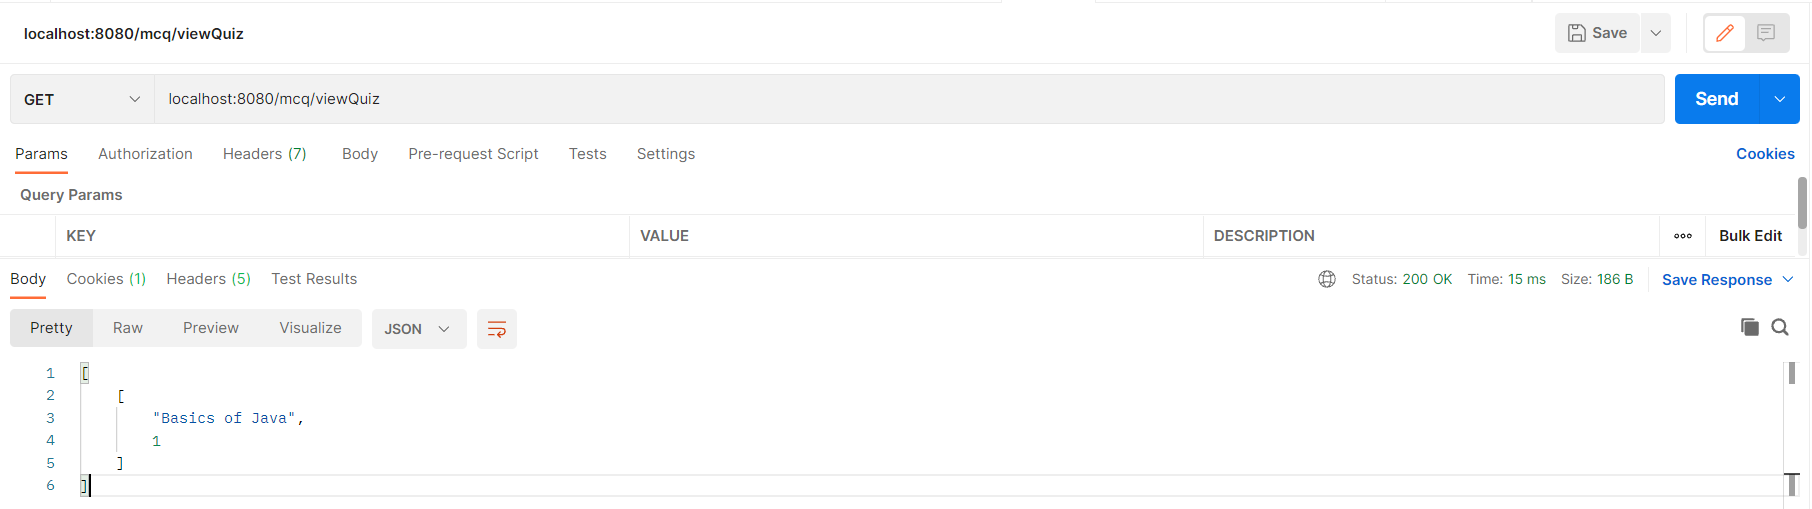 localhost:8080/mcq/viewQuiz
Save
GET
localhost:8080/mcq/viewQuiz
Send
Params Authorization Headers (7) Body Pre-request Script Tests Settings Cookies
Query Params
KEY VALUE DESCRIPTION ooo Bulk Edit
Body Cookies (1) Headers (5) Test Results Status: 200 OK Time: 15 ms Size: 186 B Save Response
Pretty Raw Preview Visualize JSON
1 [
2 [
3 "Basics of Java",
4 1
5 ]
6 ]